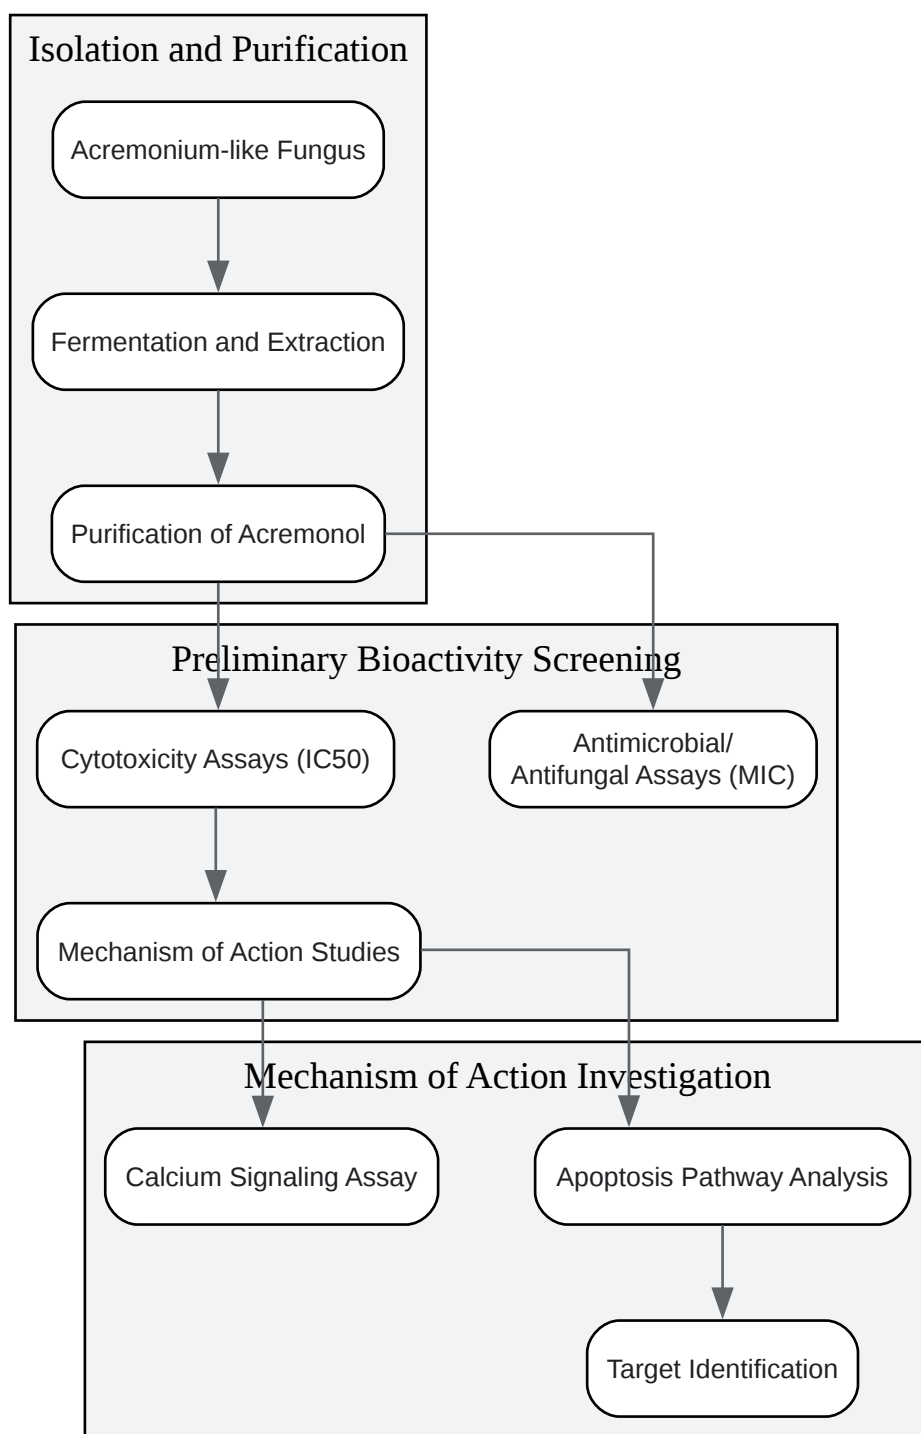 Isolation and Purification
Acremonium-like Fungus
Fermentation and Extraction
Purification of Acremonol
Preliminary Bioactivity Screening
Cytotoxicity Assays (IC50)
Antimicrobial/
Antifungal Assays (MIC)
Mechanism of Action Studies
Mechanism of Action Investigation
Calcium Signaling Assay
Apoptosis Pathway Analysis
Target Identification